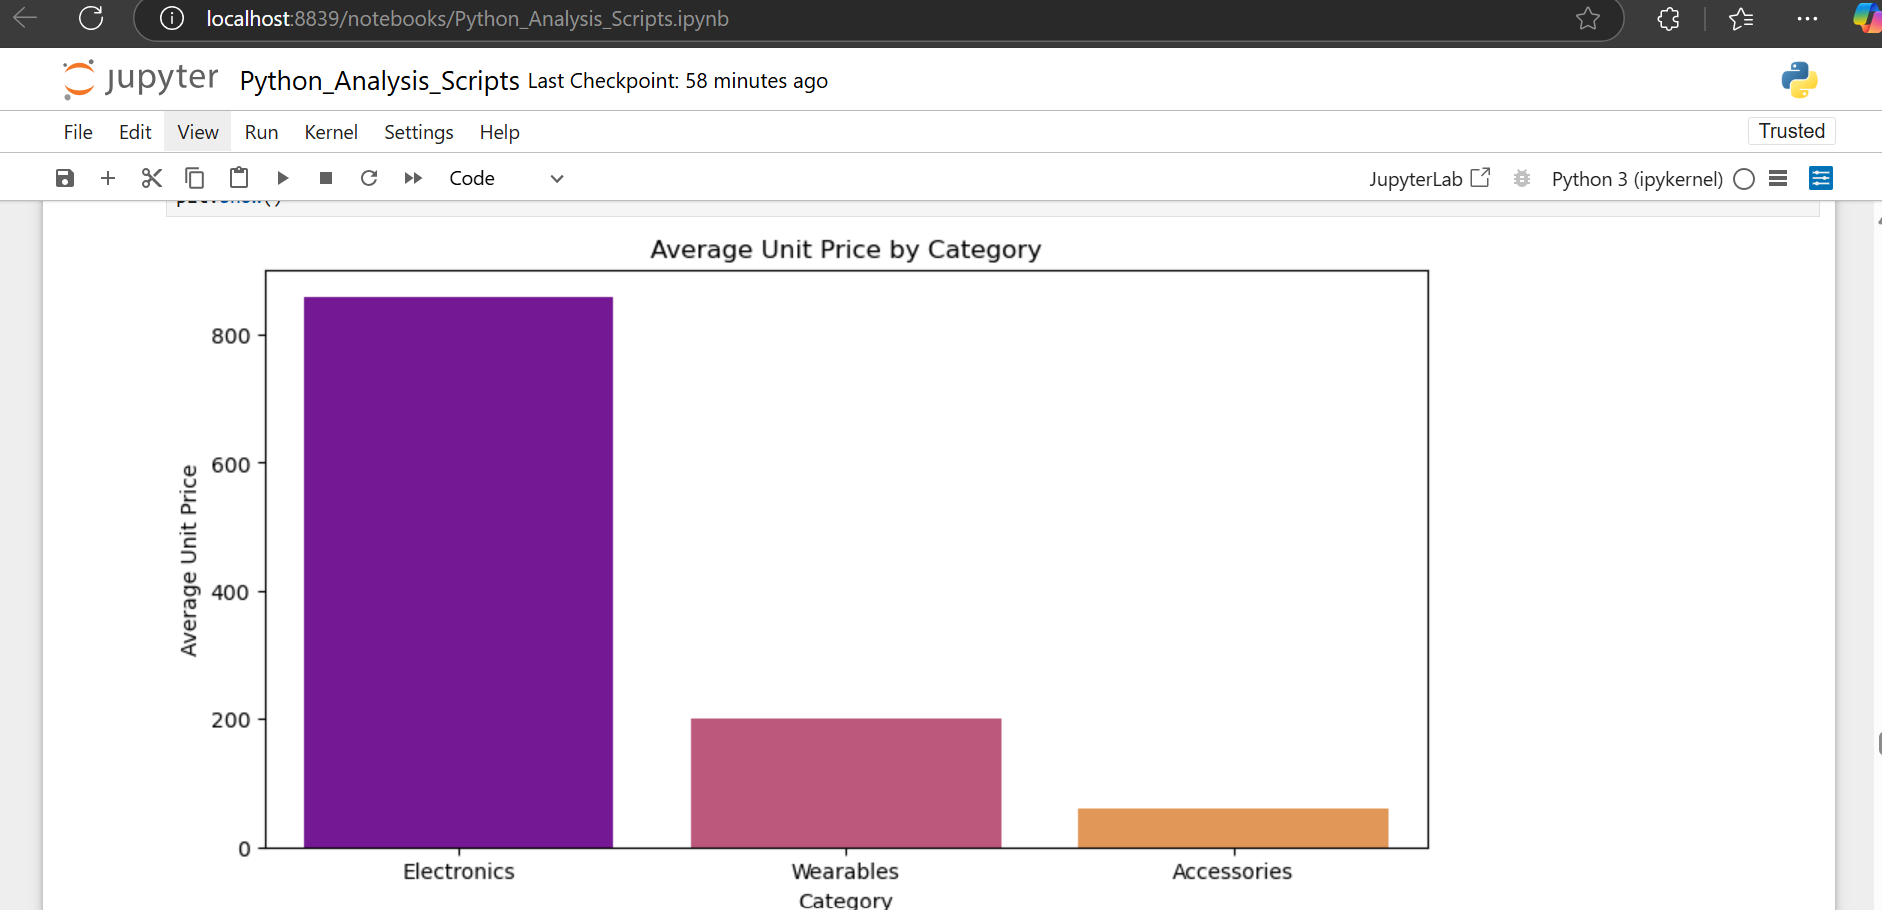 localhost:8839/notebooks/Python_Analysis_Scripts.ipynb
jupyter Python_Analysis_Scripts Last Checkpoint: 58 minutes ago
File Edit View Run Kernel Settings Help Trusted
Code JupyterLab Python 3 (ipykernel)
Average Unit Price by Category
800
600
400
200
0
Average Unit Price
Electronics Wearables Accessories
Category